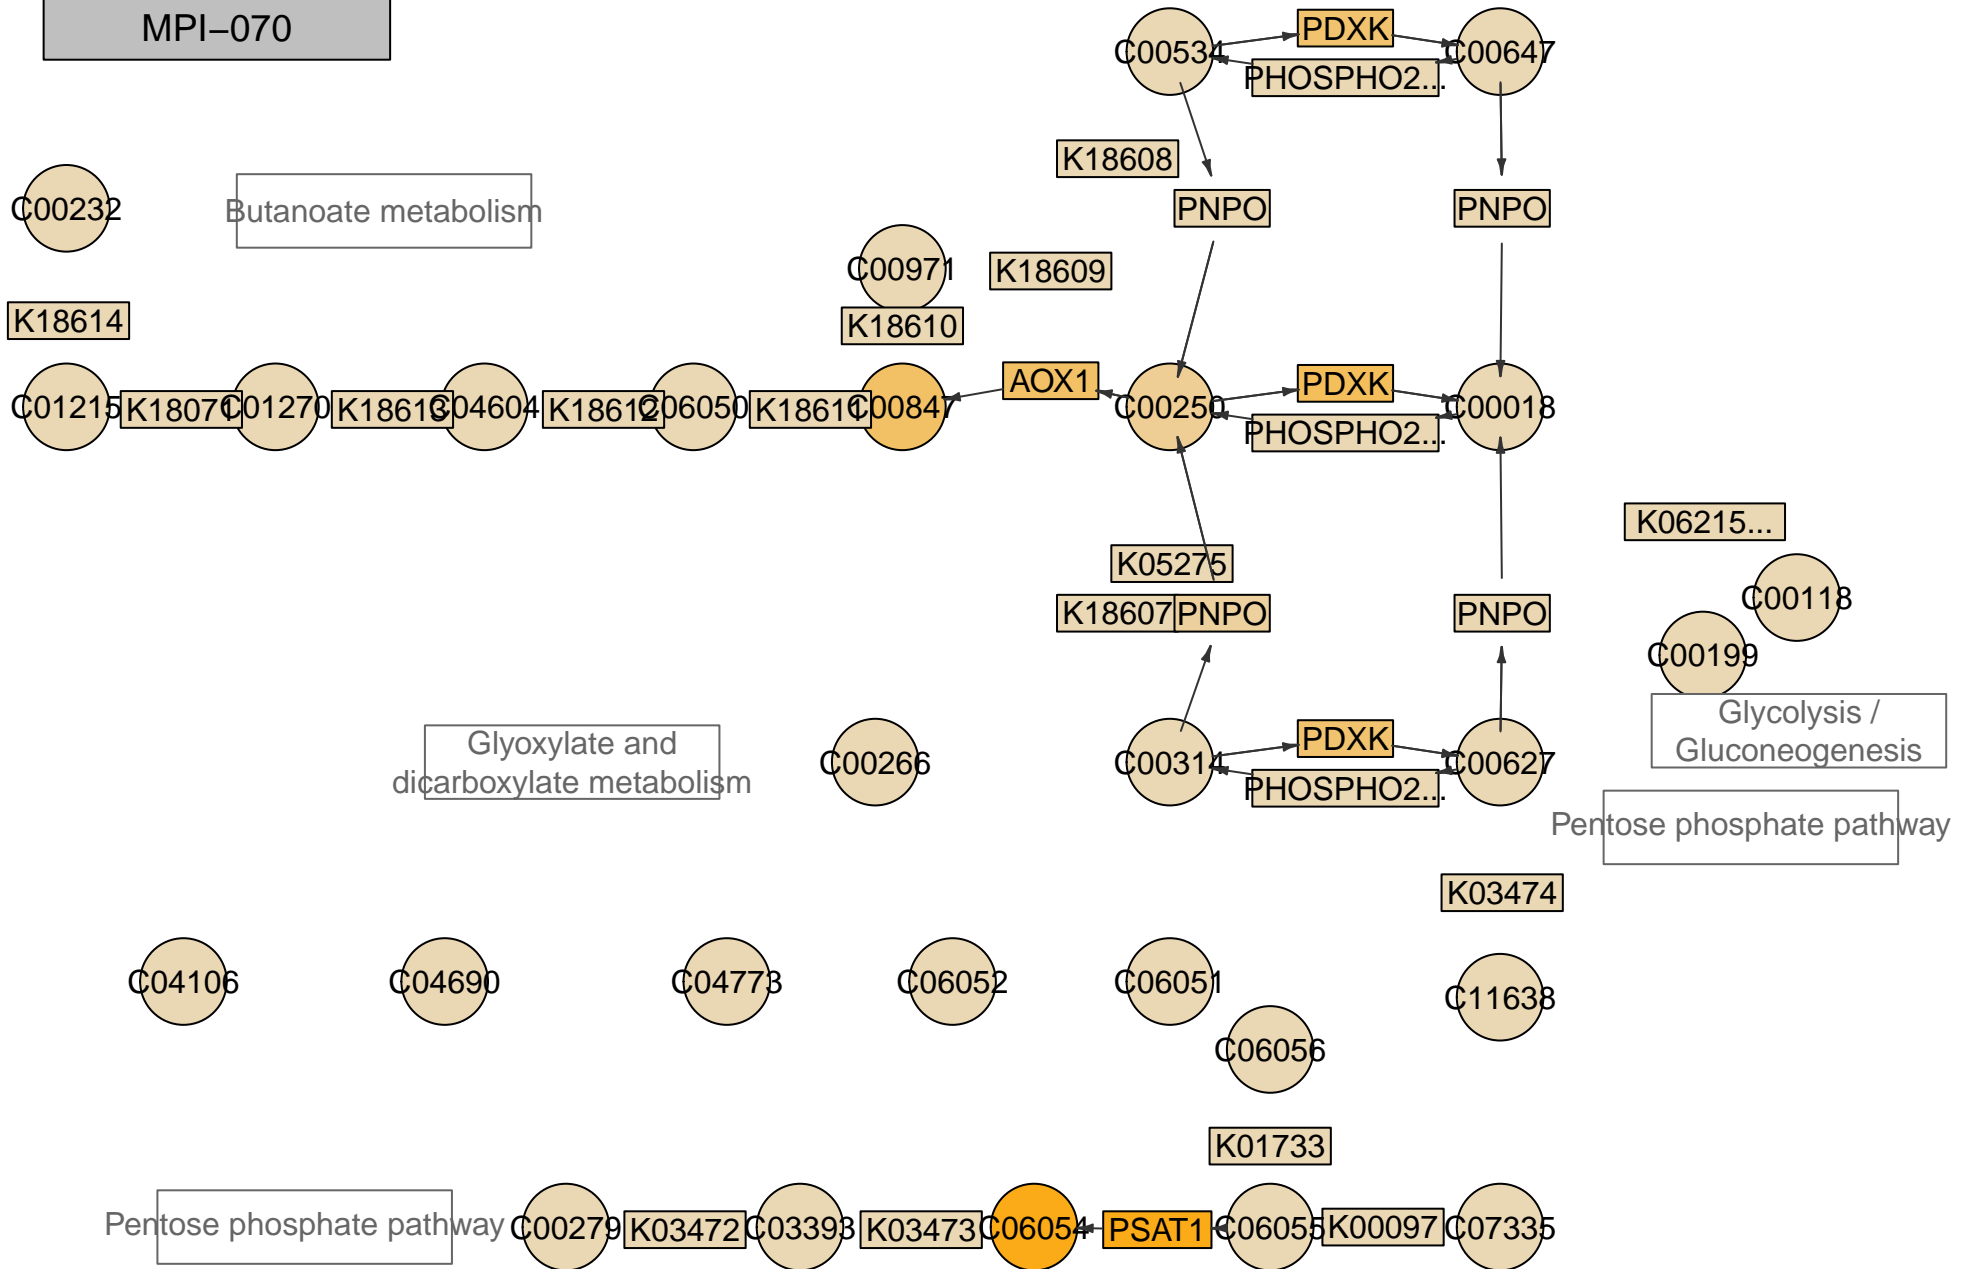 MPI–070
C00534
PDXK
C00647
PHOSPHO2...
K18608
C00232
Butanoate metabolism
PNPO
PNPO
C00971
K18609
K18614
K18610
C01215
K18071
C01270
K18613
C04604
K18612
C06050
K18611
C00847
AOX1
C00250
PDXK
C00018
PHOSPHO2...
K06215...
K05275
C00118
K18607
PNPO
PNPO
C00199
Glycolysis /
Gluconeogenesis
Glyoxylate and
dicarboxylate metabolism
C00266
C00314
PDXK
C00627
PHOSPHO2...
Pentose phosphate pathway
K03474
C04106
C04690
C04773
C06052
C06051
C11638
C06056
K01733
Pentose phosphate pathway
C00279
K03472
C03393
K03473
C06054
PSAT1
C06055
K00097
C07335